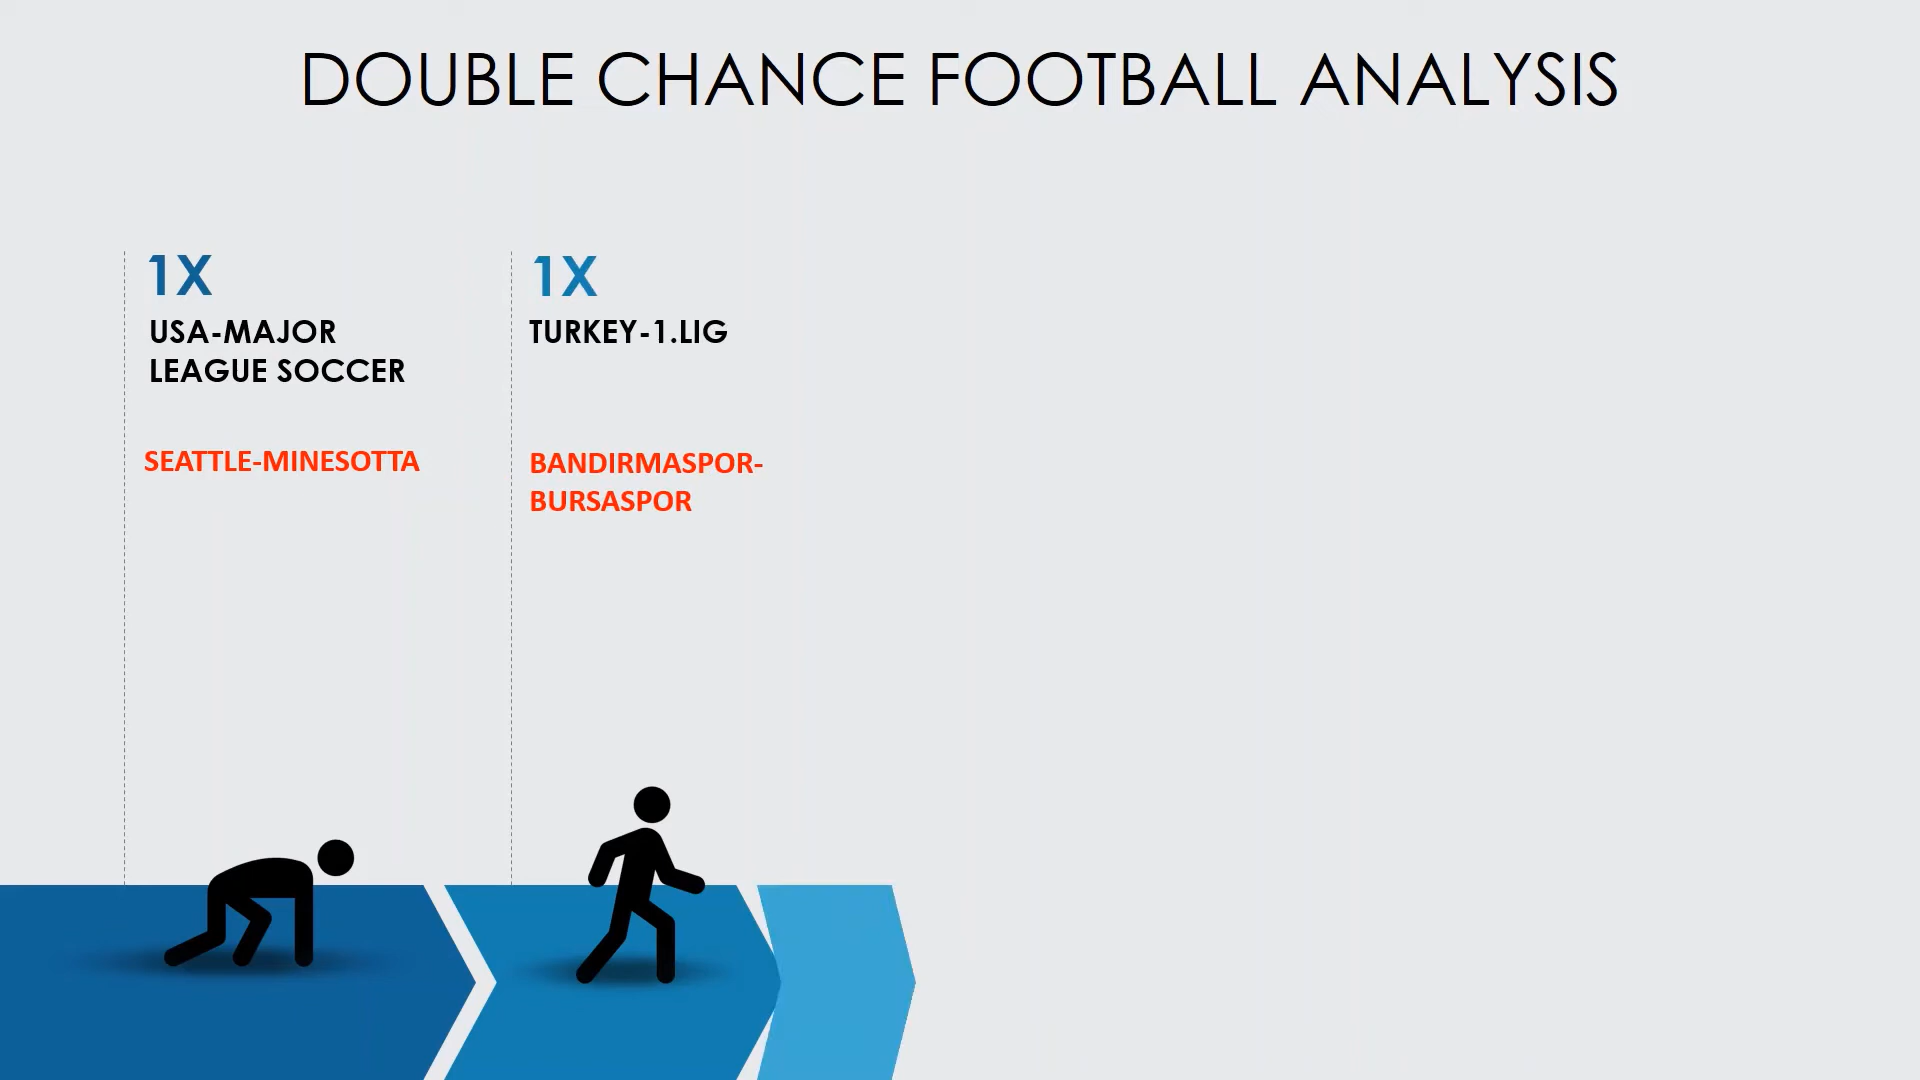 DOUBLE CHANCE FOOTBALL ANALYSIS
1X
USA-MAJOR
LEAGUE SOCCER
SEATTLE-MINESOTTA
1X
TURKEY-1.LIG
BANDIRMASPOR-
BURSASPOR